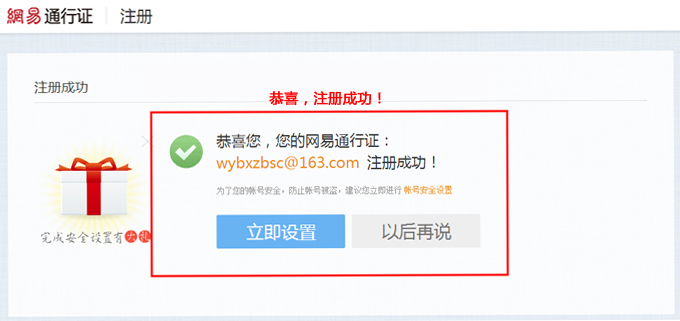 網易 通行证 注册
注册成功
恭喜，注册成功！
恭喜您，您的网易通行证：
wybxzbsc@163.com 注册成功！
为了您的帐号安全，防止帐号被盗，建议您立即进行 帐号安全设置
完成安全设置有大礼
立即设置 以后再说